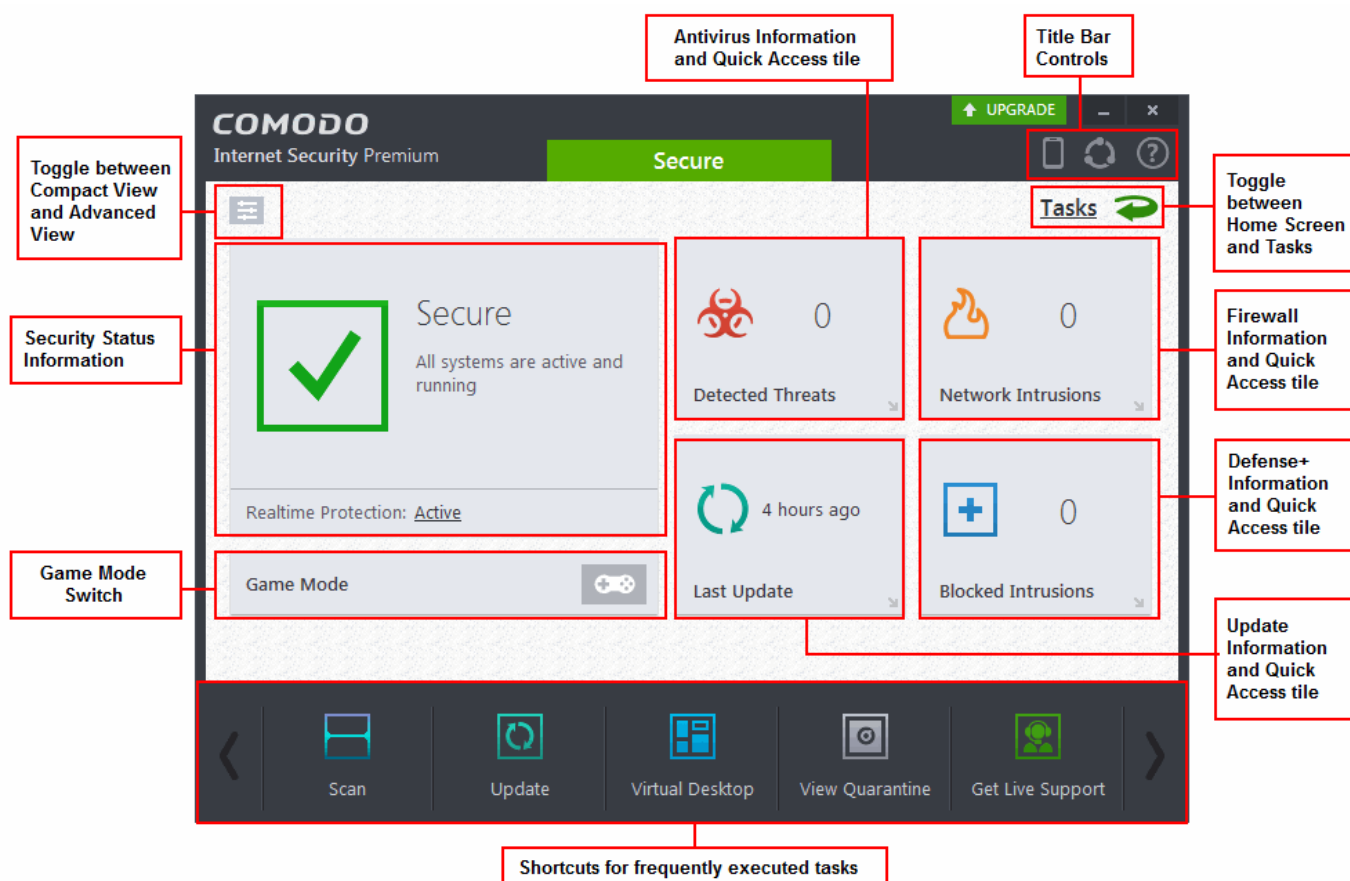 Antivirus Information
and Quick Access tile
Title Bar
Controls
UPGRADE
COMODO
Internet Security Premium
Secure
Toggle between
Compact View
and Advanced
View
Tasks
Toggle
between
Home Screen
and Tasks
Security Status
Information
Secure
All systems are active and
running
Realtime Protection: Active
0
Detected Threats
0
Network Intrusions
Firewall
Information
and Quick
Access tile
Game Mode
Switch
Game Mode
4 hours ago
Last Update
0
Blocked Intrusions
Defense+
Information
and Quick
Access tile
Update
Information
and Quick
Access tile
Scan
Update
Virtual Desktop
View Quarantine
Get Live Support
Shortcuts for frequently executed tasks